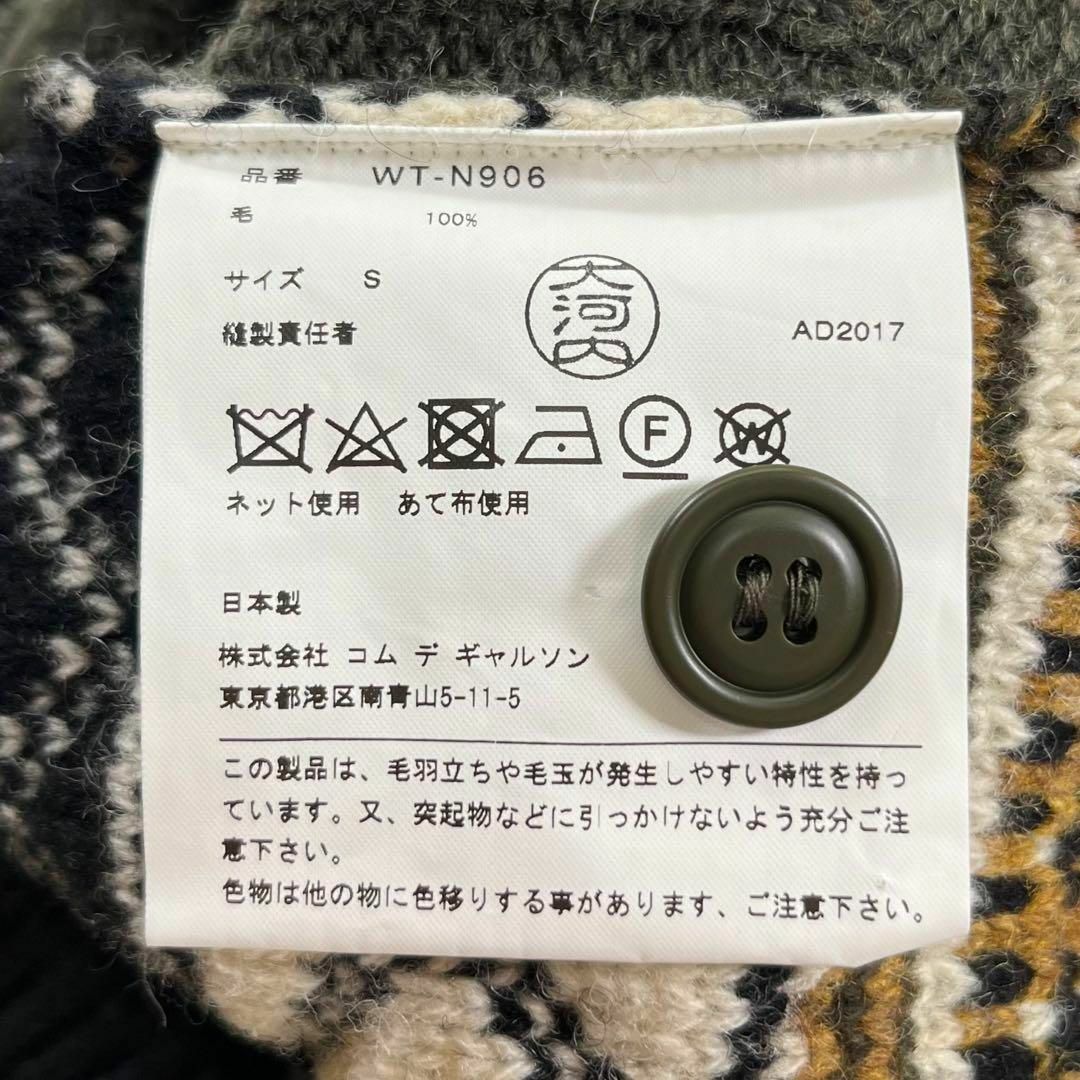 品番 WT-N906
毛 100%
サイズ S
大河内
縫製責任者
AD2017
F W
ネット使用 あて布使用
日本製
株式会社 コム デ ギャルソン
東京都港区南青山5-11-5
この製品は、毛羽立ちや毛玉が発生しやすい特性を持っ
ています。又、突起物などに引っかけないよう充分ご注
意下さい。
色物は他の物に色移りする事があります、ご注意下さい。